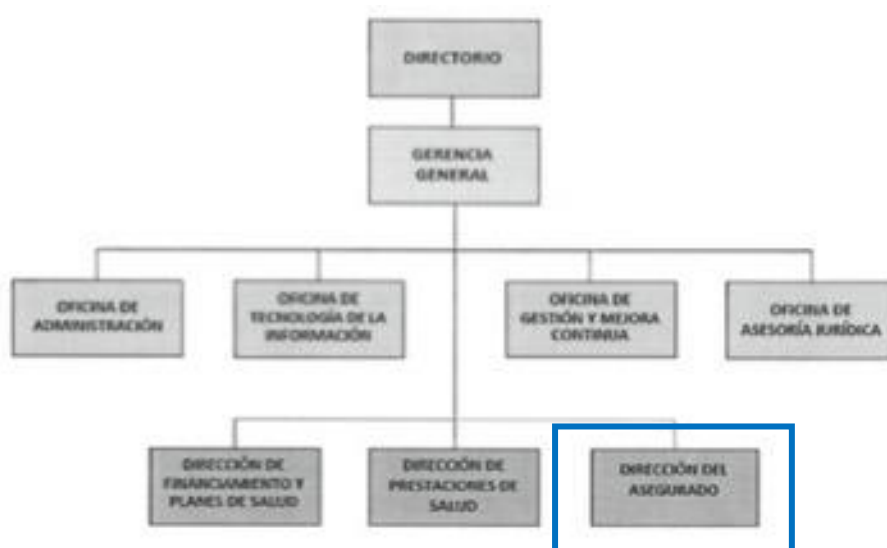 DIRECTORIO
GERENCIA
GENERAL
OFICINA DE
ADMINISTRACIÓN
OFICINA DE
TECNOLOGÍA DE LA
INFORMACIÓN
OFICINA DE
GESTIÓN Y MEJORA
CONTINUA
OFICINA DE
ASESORÍA JURÍDICA
DIRECCIÓN DE
FINANCIAMIENTO Y
PLANES DE SALUD
DIRECCIÓN DE
PRESTACIONES DE
SALUD
DIRECCIÓN DEL
ASEGURADO